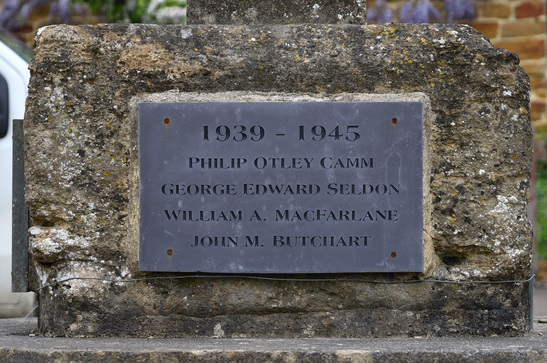 1939 - 1945
PHILIP OTLEY CAMM
GEORGE EDWARD SELDON
WILLIAM A. MACFARLANE
JOHN M. BUTCHART